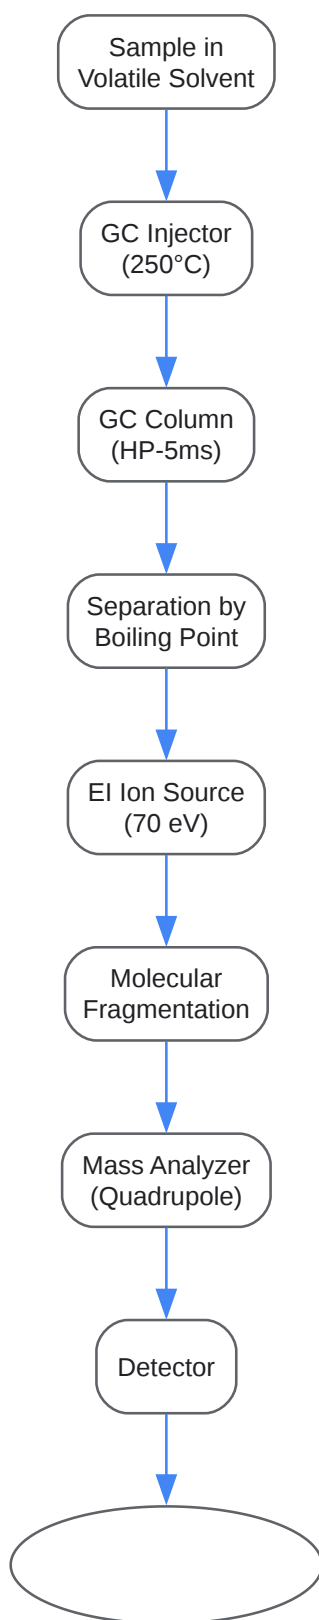 Sample in
Volatile Solvent
GC Injector
(250°C)
GC Column
(HP-5ms)
Separation by
Boiling Point
EI Ion Source
(70 eV)
Molecular
Fragmentation
Mass Analyzer
(Quadrupole)
Detector